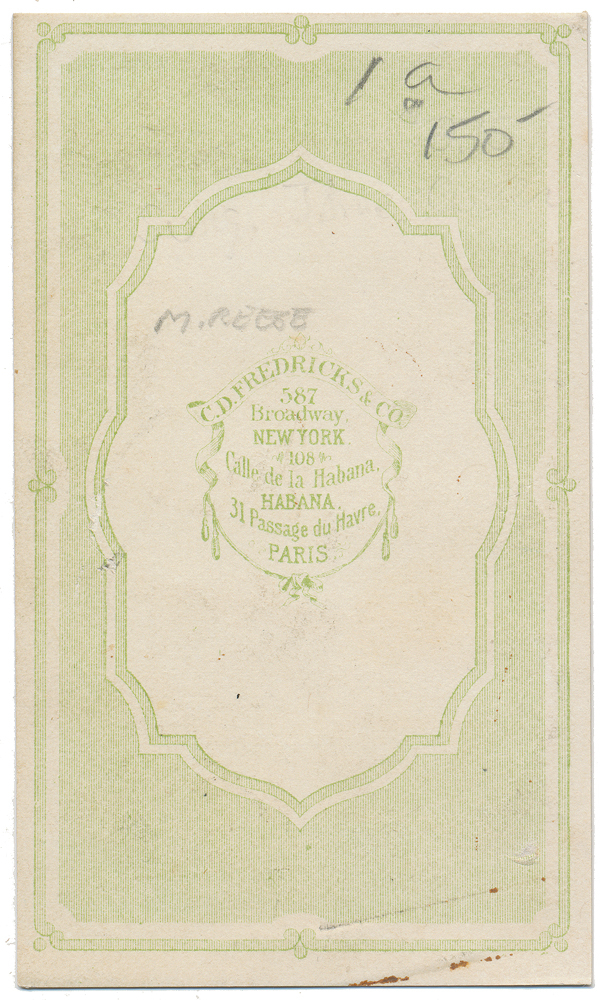 1 a
150
M. REESE
C.D. FREDRICKS & CO.
587
Broadway,
NEW YORK.
108
Calle de la Habana,
HABANA.
31 Passage du Havre,
PARIS